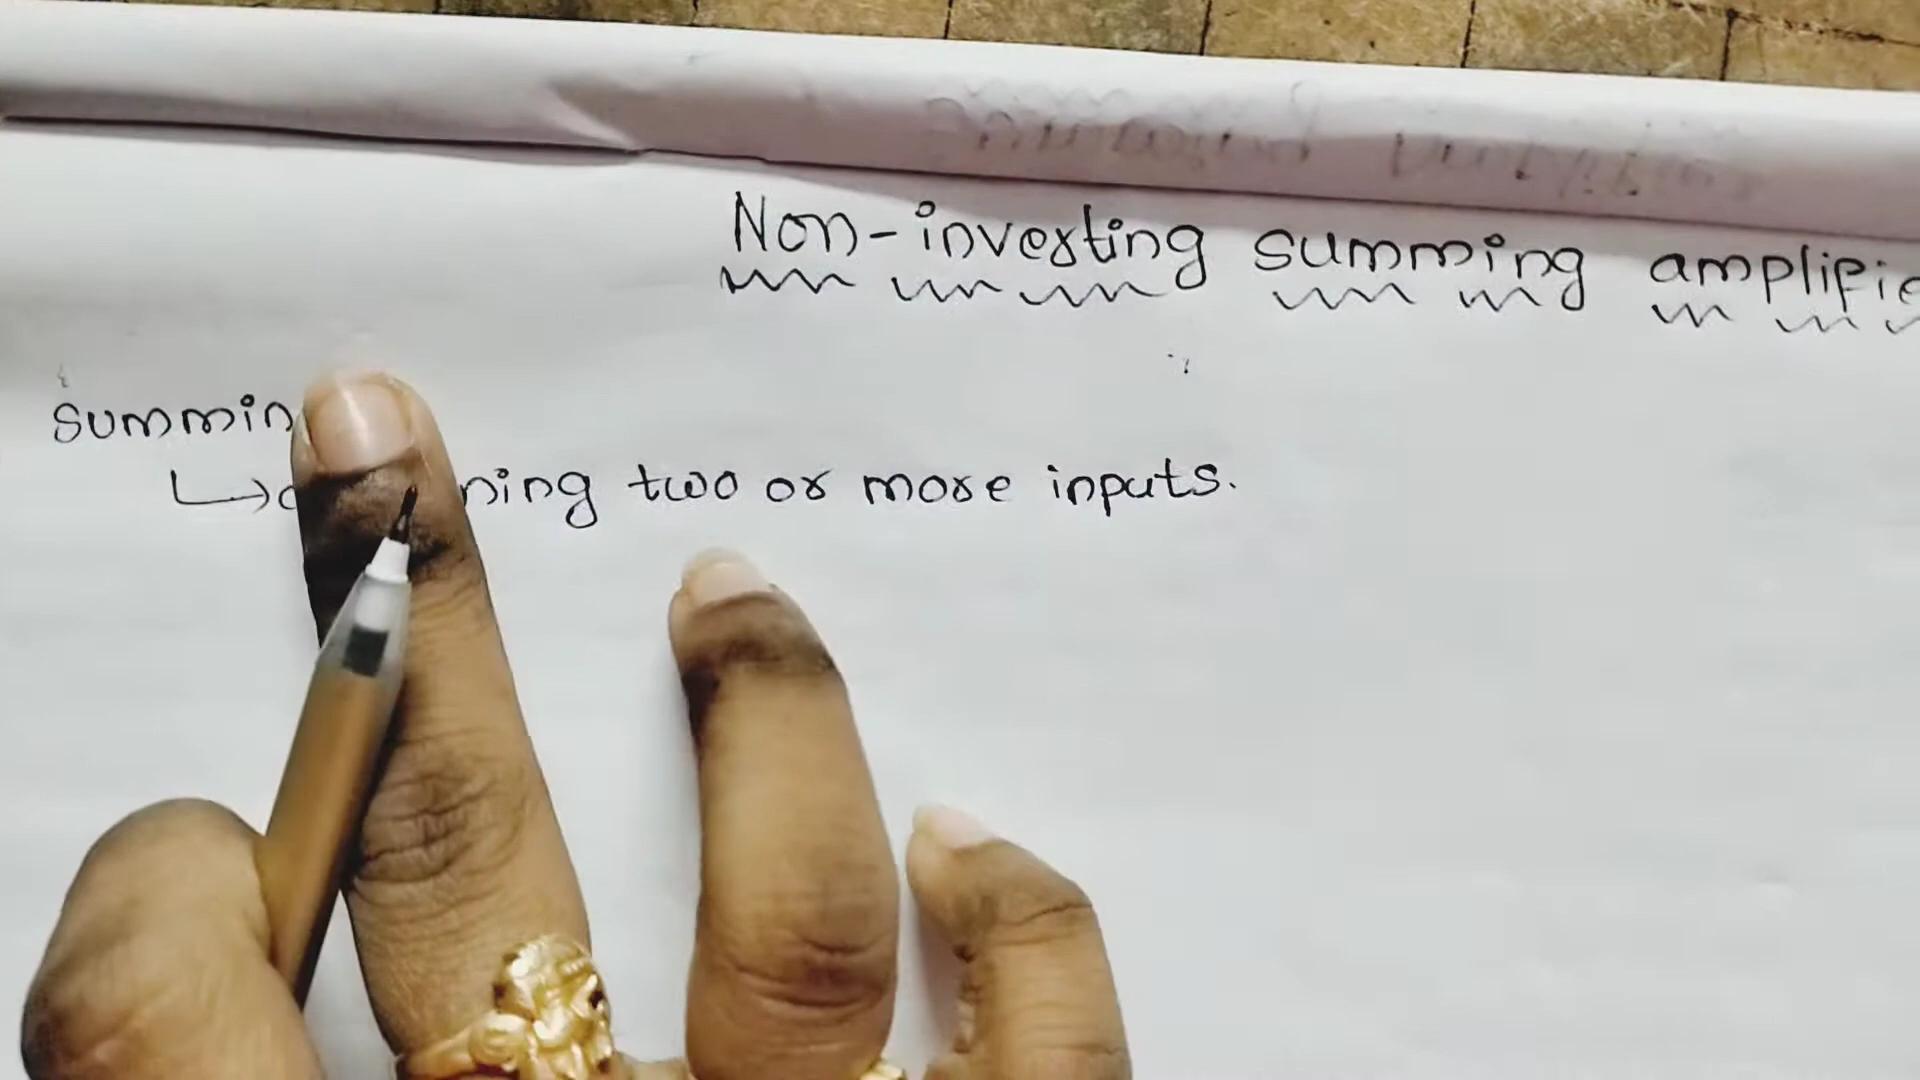 Non-inverting summing amplifie
summin
↳ ning two or more inputs.